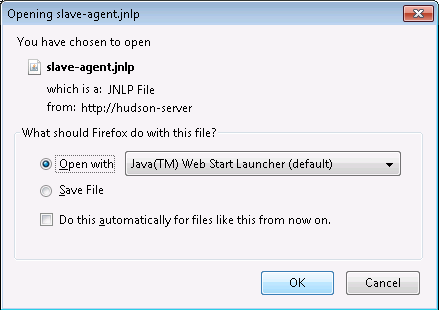 Opening slave-agent.jnlp
You have chosen to open
slave-agent.jnlp
which is a: JNLP File
from: http://hudson-server
What should Firefox do with this file?
Open with Java(TM) Web Start Launcher (default)
Save File
Do this automatically for files like this from now on.
OK Cancel